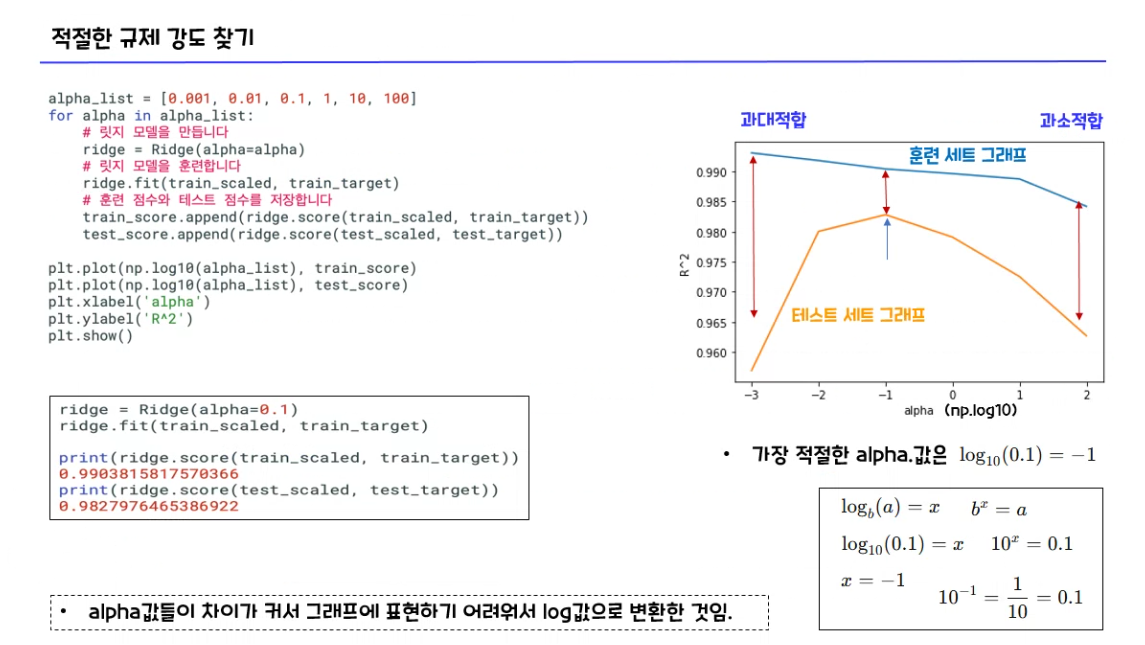 적절한 규제 강도 찾기
alpha_list = [0.001, 0.01, 0.1, 1, 10, 100]
for alpha in alpha_list:
    # 릿지 모델을 만듭니다
    ridge = Ridge(alpha=alpha)
    # 릿지 모델을 훈련합니다
    ridge.fit(train_scaled, train_target)
    # 훈련 점수와 테스트 점수를 저장합니다
    train_score.append(ridge.score(train_scaled, train_target))
    test_score.append(ridge.score(test_scaled, test_target))
plt.plot(np.log10(alpha_list), train_score)
plt.plot(np.log10(alpha_list), test_score)
plt.xlabel('alpha')
plt.ylabel('R^2')
plt.show()
ridge = Ridge(alpha=0.1)
ridge.fit(train_scaled, train_target)
print(ridge.score(train_scaled, train_target))
0.9903815817570366
print(ridge.score(test_scaled, test_target))
0.9827976465386922
• alpha값들이 차이가 커서 그래프에 표현하기 어려워서 log값으로 변환한 것임.
과대적합 과소적합
훈련 세트 그래프
0.990
0.985
0.980
0.975
0.970
0.965
0.960
R^2
테스트 세트 그래프
−3 −2 −1 0 1 2
alpha (np.log10)
• 가장 적절한 alpha.값은 log₁₀(0.1) = −1
log_b(a) = x b^x = a
log₁₀(0.1) = x 10^x = 0.1
x = −1
10⁻¹ = 1/10 = 0.1